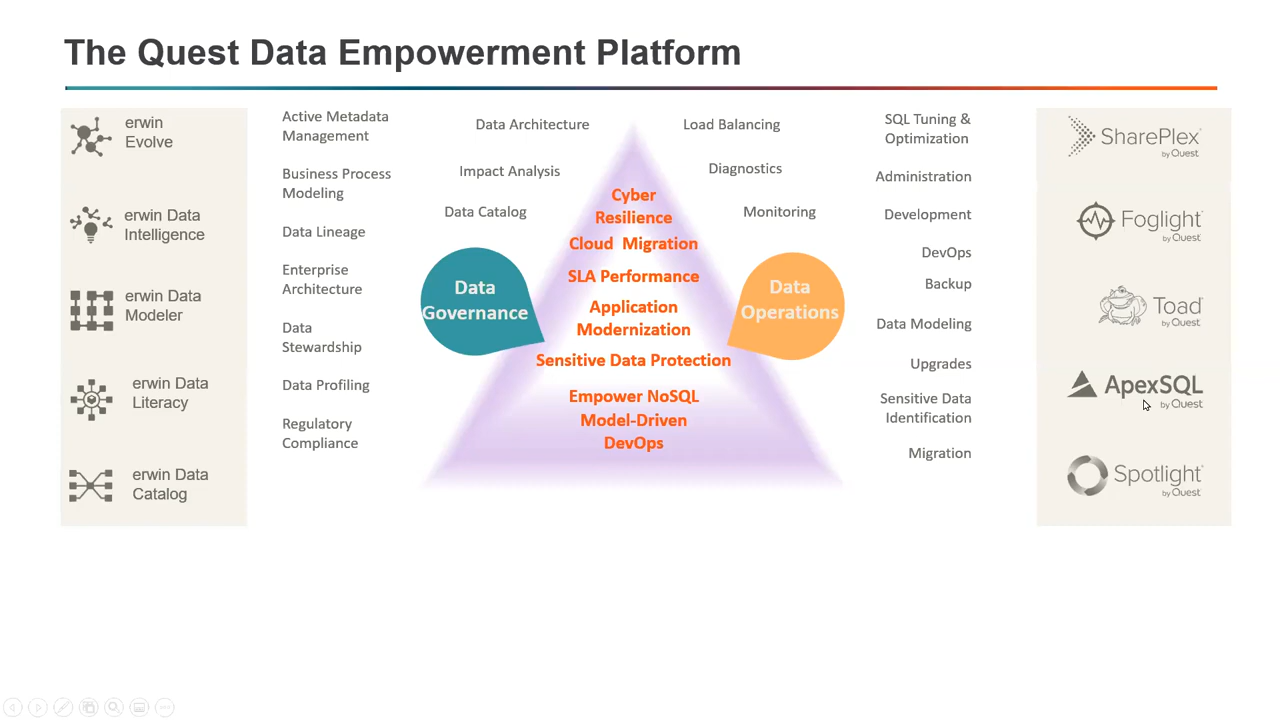 The Quest Data Empowerment Platform
erwin
Evolve
erwin Data
Intelligence
erwin Data
Modeler
erwin Data
Literacy
erwin Data
Catalog
Active Metadata
Management
Business Process
Modeling
Data Lineage
Enterprise
Architecture
Data
Stewardship
Data Profiling
Regulatory
Compliance
Data Architecture
Impact Analysis
Data Catalog
Data
Governance
Cyber
Resilience
Cloud Migration
SLA Performance
Application
Modernization
Sensitive Data Protection
Empower NoSQL
Model-Driven
DevOps
Load Balancing
Diagnostics
Monitoring
Data
Operations
SQL Tuning &
Optimization
Administration
Development
DevOps
Backup
Data Modeling
Upgrades
Sensitive Data
Identification
Migration
SharePlex
by Quest
Foglight
by Quest
Toad
by Quest
ApexSQL
by Quest
Spotlight
by Quest